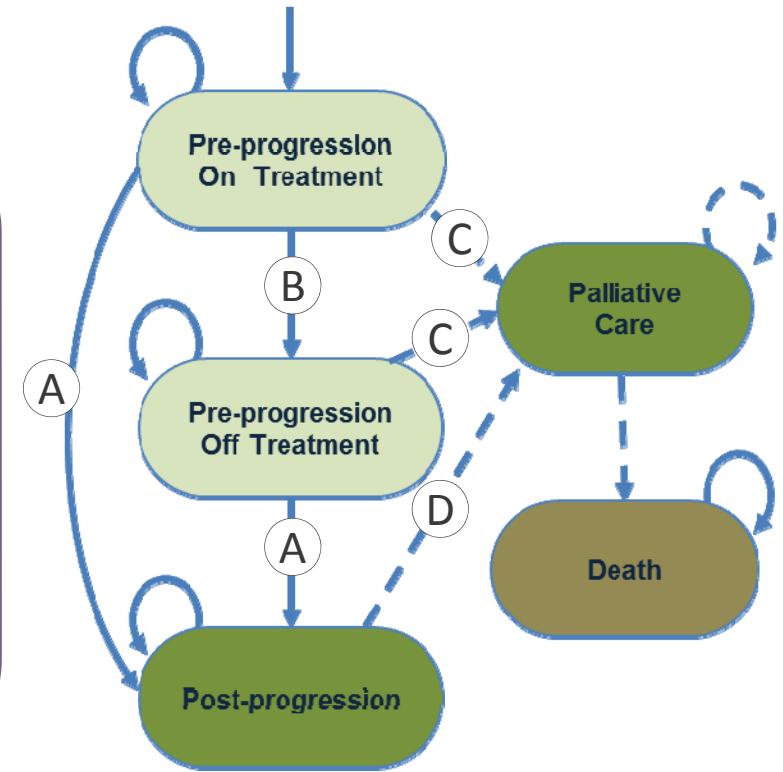 Pre-progression
On Treatment
C
B
Palliative
Care
C
A
Pre-progression
Off Treatment
D
A
Death
Post-progression